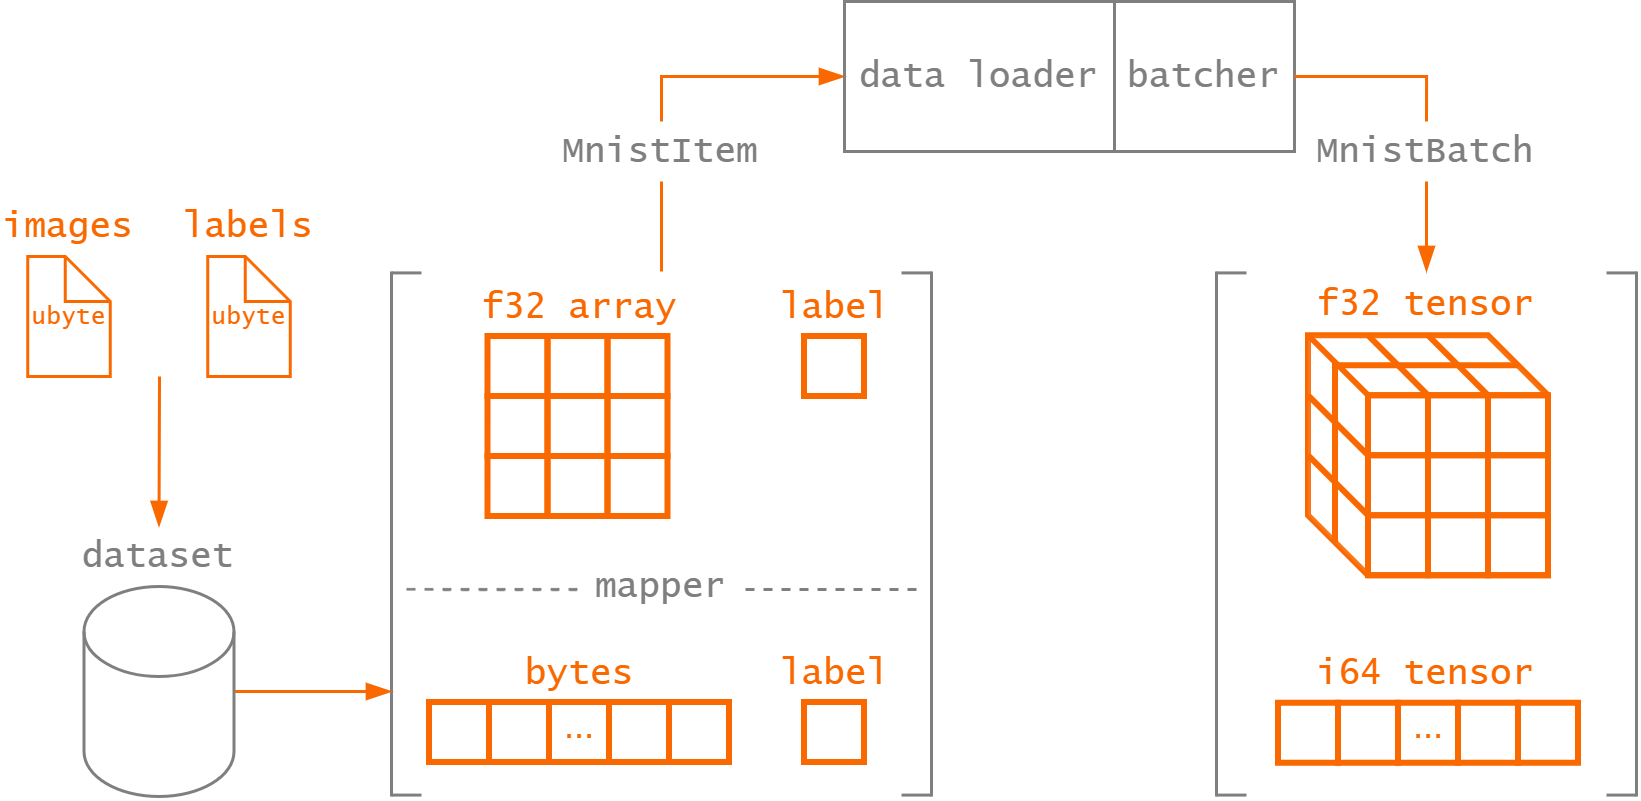 data loader
batcher
MnistItem
MnistBatch
images
labels
ubyte
ubyte
f32 array
label
f32 tensor
dataset
mapper
bytes
label
i64 tensor
...
...